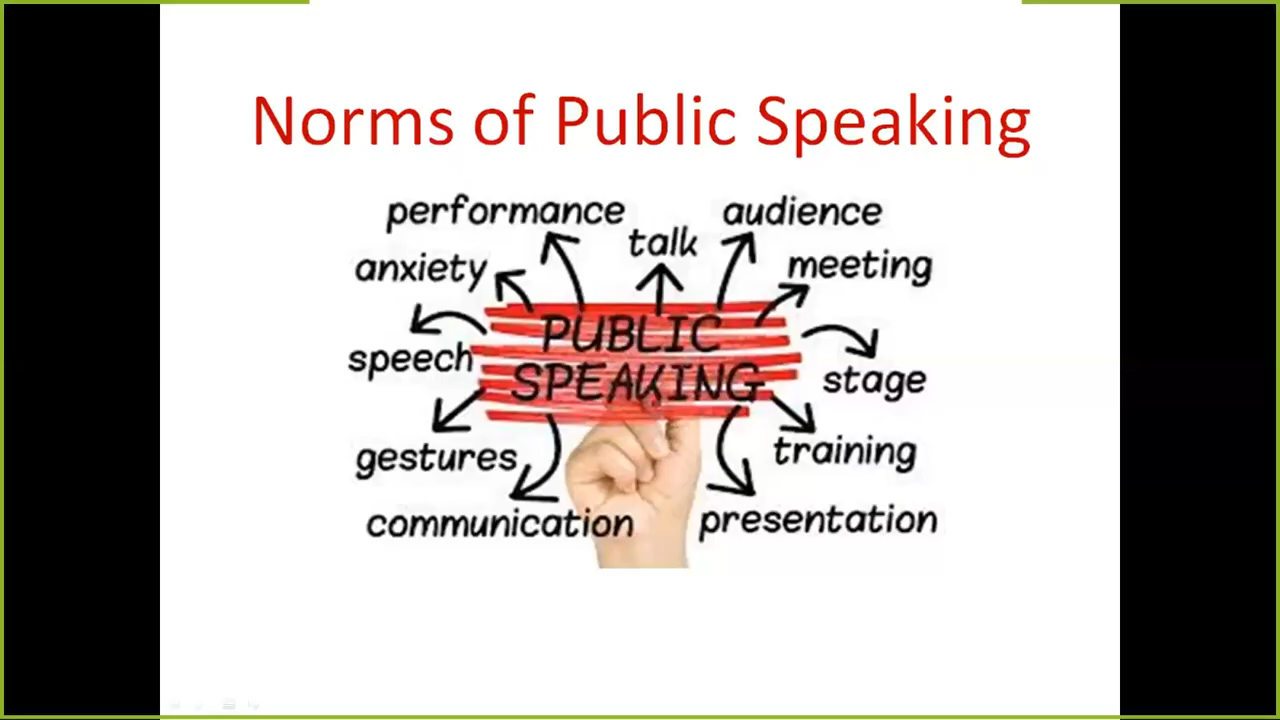 Norms of Public Speaking
performance
audience
talk
anxiety
meeting
PUBLIC
speech
SPEAKING
stage
gestures
training
communication
presentation